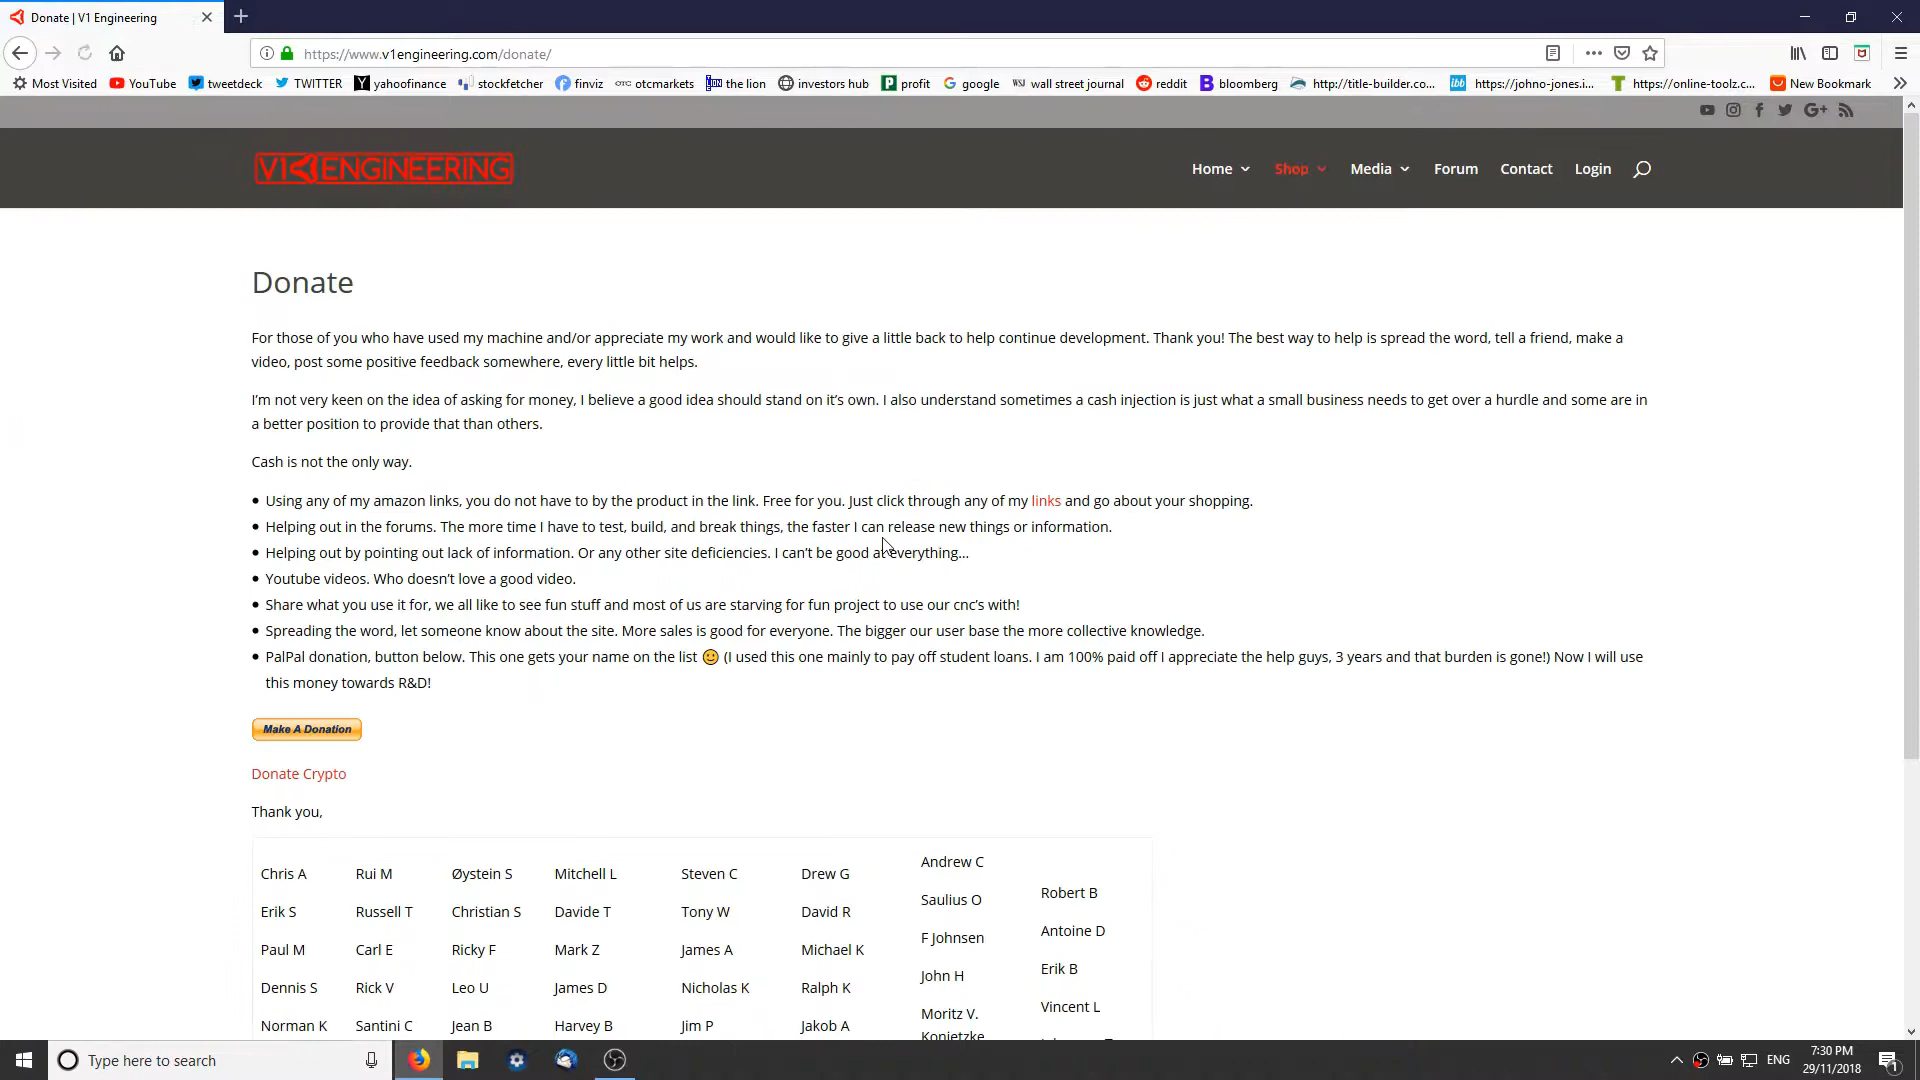 Donate | V1 Engineering
https://www.v1engineering.com/donate/
Most Visited YouTube tweetdeck TWITTER yahoofinance stockfetcher finviz OTC otcmarkets the lion investors hub profit google WSJ wall street journal reddit bloomberg http://title-builder.co... ibb https://johno-jones.i... https://online-toolz.c... New Bookmark
V1 ENGINEERING
Home Shop Media Forum Contact Login
Donate
For those of you who have used my machine and/or appreciate my work and would like to give a little back to help continue development. Thank you! The best way to help is spread the word, tell a friend, make a
video, post some positive feedback somewhere, every little bit helps.
I’m not very keen on the idea of asking for money, I believe a good idea should stand on it’s own. I also understand sometimes a cash injection is just what a small business needs to get over a hurdle and some are in
a better position to provide that than others.
Cash is not the only way.
• Using any of my amazon links, you do not have to by the product in the link. Free for you. Just click through any of my links and go about your shopping.
• Helping out in the forums. The more time I have to test, build, and break things, the faster I can release new things or information.
• Helping out by pointing out lack of information. Or any other site deficiencies. I can’t be good at everything...
• Youtube videos. Who doesn’t love a good video.
• Share what you use it for, we all like to see fun stuff and most of us are starving for fun project to use our cnc’s with!
• Spreading the word, let someone know about the site. More sales is good for everyone. The bigger our user base the more collective knowledge.
• PalPal donation, button below. This one gets your name on the list 🙂 (I used this one mainly to pay off student loans. I am 100% paid off I appreciate the help guys, 3 years and that burden is gone!) Now I will use
this money towards R&D!
Make A Donation
Donate Crypto
Thank you,
Chris A Rui M Øystein S Mitchell L Steven C Drew G Andrew C Robert B
Erik S Russell T Christian S Davide T Tony W David R Saulius O Antoine D
Paul M Carl E Ricky F Mark Z James A Michael K F Johnsen Erik B
Dennis S Rick V Leo U James D Nicholas K Ralph K John H Vincent L
Norman K Santini C Jean B Harvey B Jim P Jakob A Moritz V.
Konietzke
Type here to search
ENG
7:30 PM
29/11/2018
1